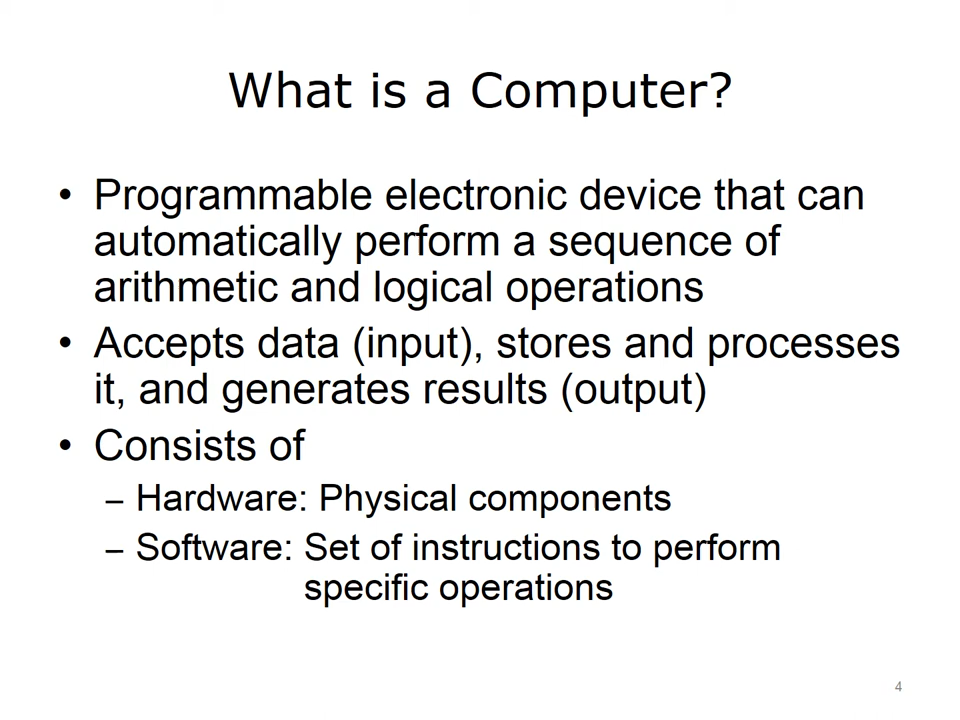 What is a Computer?
• Programmable electronic device that can
automatically perform a sequence of
arithmetic and logical operations
• Accepts data (input), stores and processes
it, and generates results (output)
• Consists of
– Hardware: Physical components
– Software: Set of instructions to perform
specific operations
4